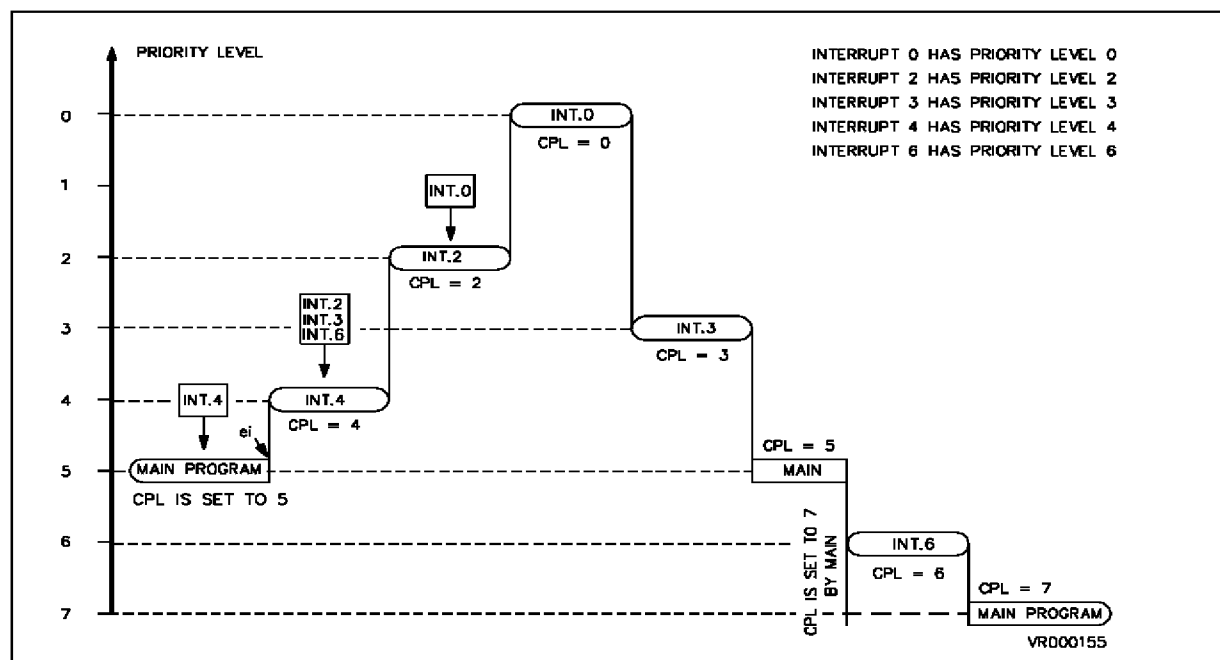 PRIORITY LEVEL
INTERRUPT 0 HAS PRIORITY LEVEL 0
INTERRUPT 2 HAS PRIORITY LEVEL 2
INTERRUPT 3 HAS PRIORITY LEVEL 3
INTERRUPT 4 HAS PRIORITY LEVEL 4
INTERRUPT 6 HAS PRIORITY LEVEL 6
0
INT.0
CPL = 0
1
INT.0
2
INT.2
CPL = 2
INT.2
INT.3
INT.6
3
INT.3
CPL = 3
4
INT.4
INT.4
CPL = 4
ei
CPL = 5
5
MAIN PROGRAM
MAIN
CPL IS SET TO 5
CPL IS SET TO 7
BY MAIN
6
INT.6
CPL = 6
CPL = 7
7
MAIN PROGRAM
VR000155